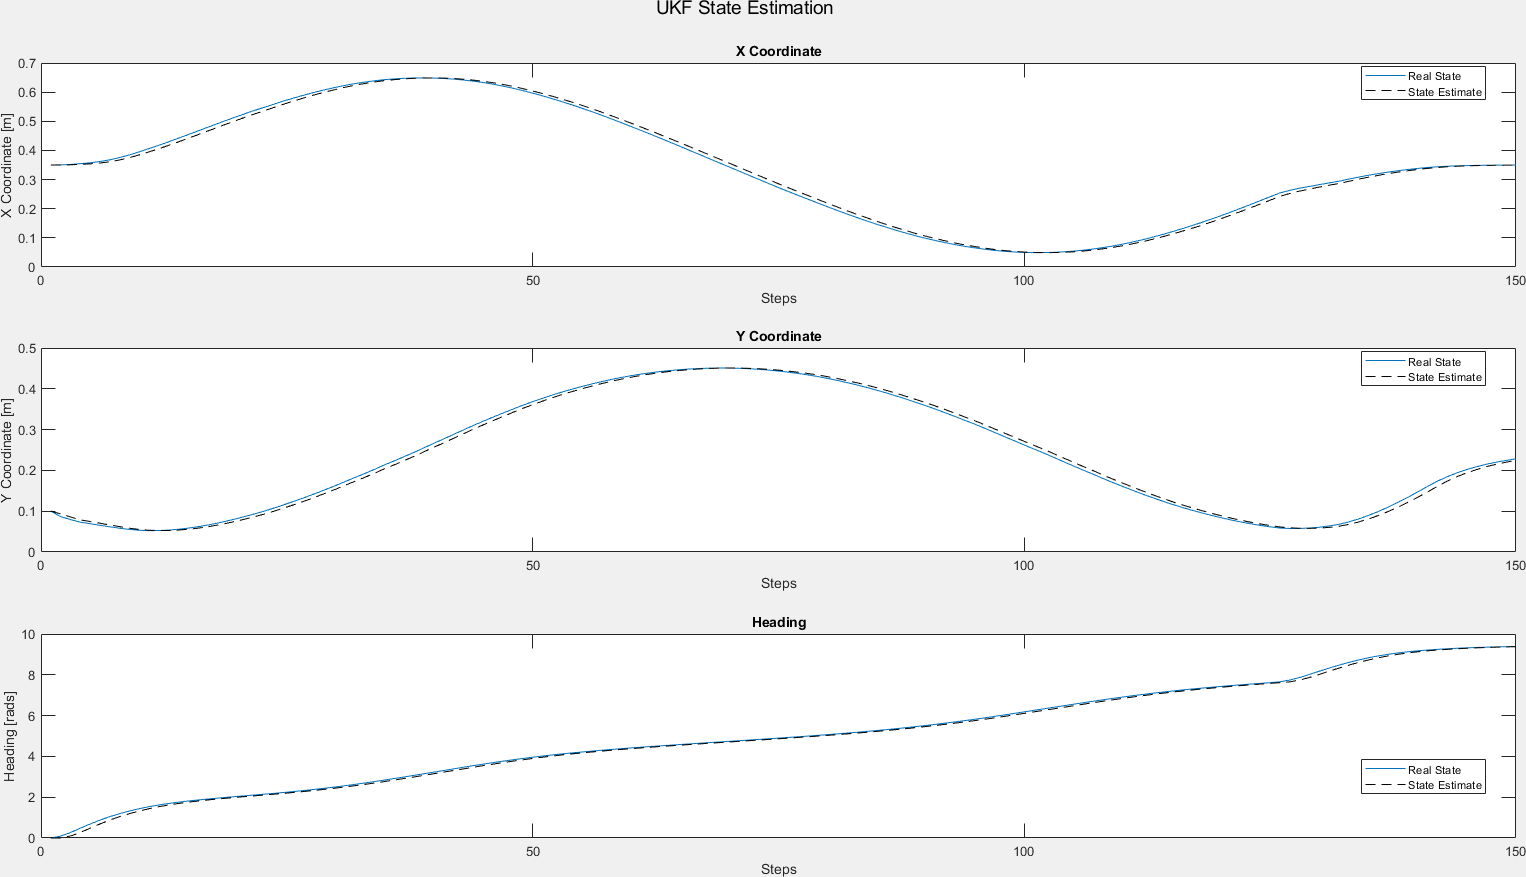 UKF State Estimation
X Coordinate
X Coordinate [m]
0.7
0.6
0.5
0.4
0.3
0.2
0.1
0
Real State
State Estimate
0 50 100 150
Steps
Y Coordinate
Y Coordinate [m]
0.5
0.4
0.3
0.2
0.1
0
Real State
State Estimate
0 50 100 150
Steps
Heading
Heading [rads]
10
8
6
4
2
0
Real State
State Estimate
0 50 100 150
Steps